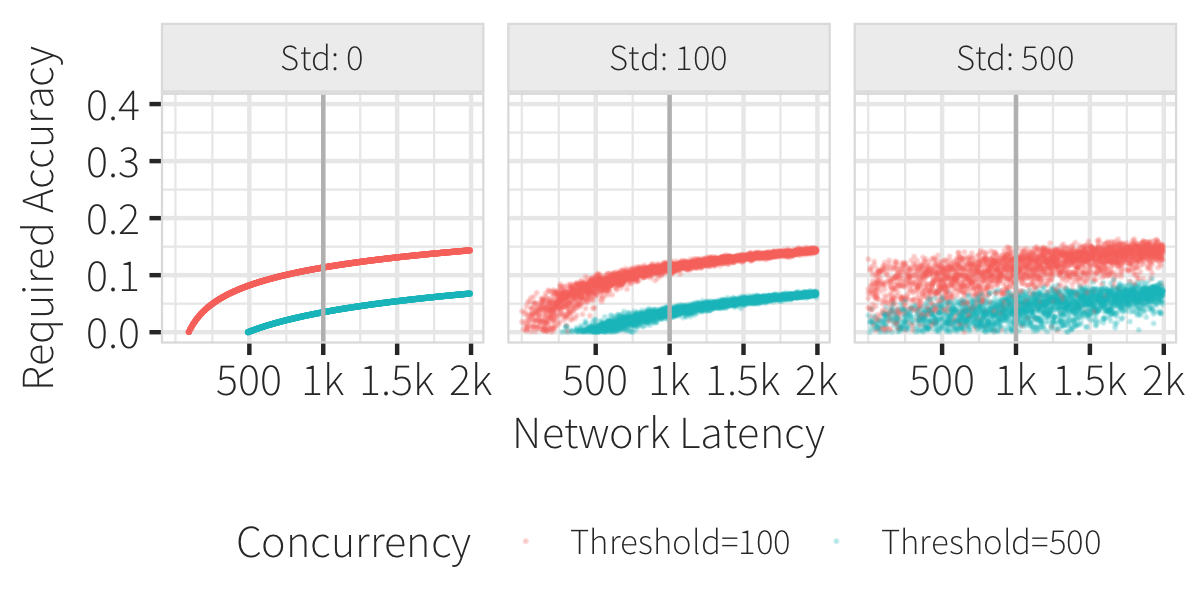 Std: 0
Std: 100
Std: 500
Required Accuracy
0.4
0.3
0.2
0.1
0.0
500 1k 1.5k 2k
500 1k 1.5k 2k
500 1k 1.5k 2k
Network Latency
Concurrency
Threshold=100
Threshold=500